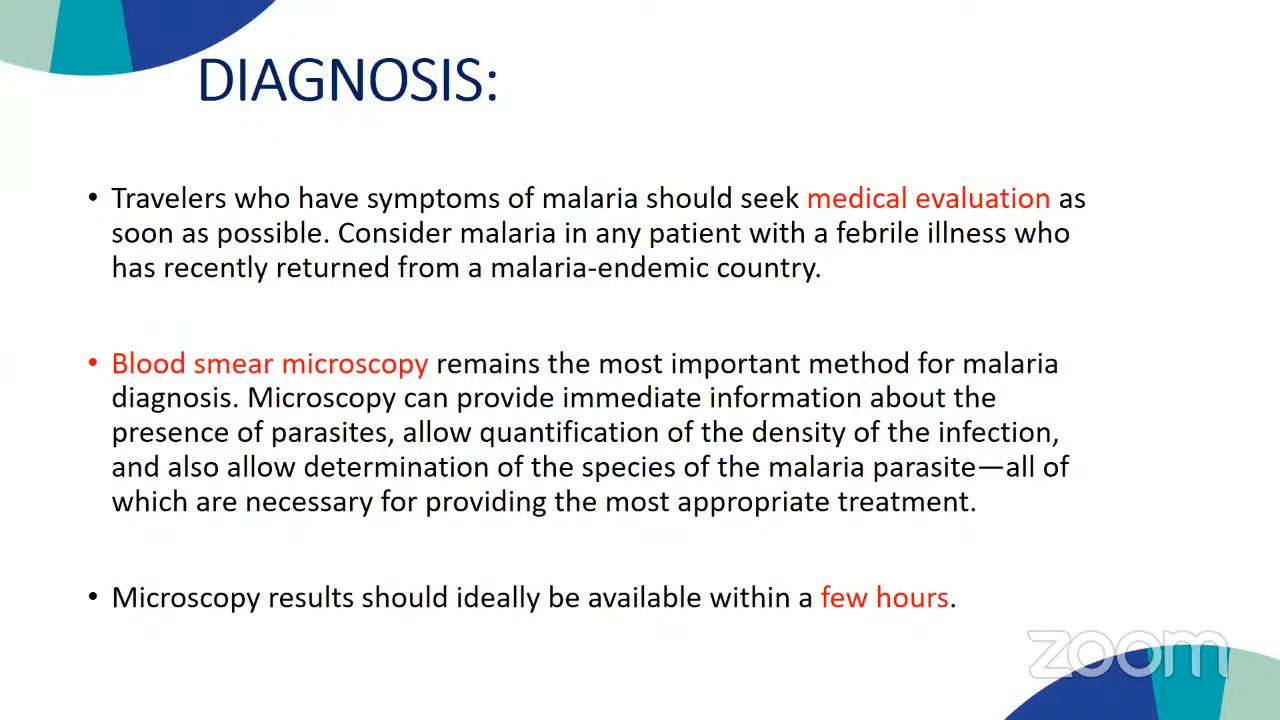 DIAGNOSIS:
• Travelers who have symptoms of malaria should seek medical evaluation as
soon as possible. Consider malaria in any patient with a febrile illness who
has recently returned from a malaria-endemic country.
• Blood smear microscopy remains the most important method for malaria
diagnosis. Microscopy can provide immediate information about the
presence of parasites, allow quantification of the density of the infection,
and also allow determination of the species of the malaria parasite—all of
which are necessary for providing the most appropriate treatment.
• Microscopy results should ideally be available within a few hours.
zoom